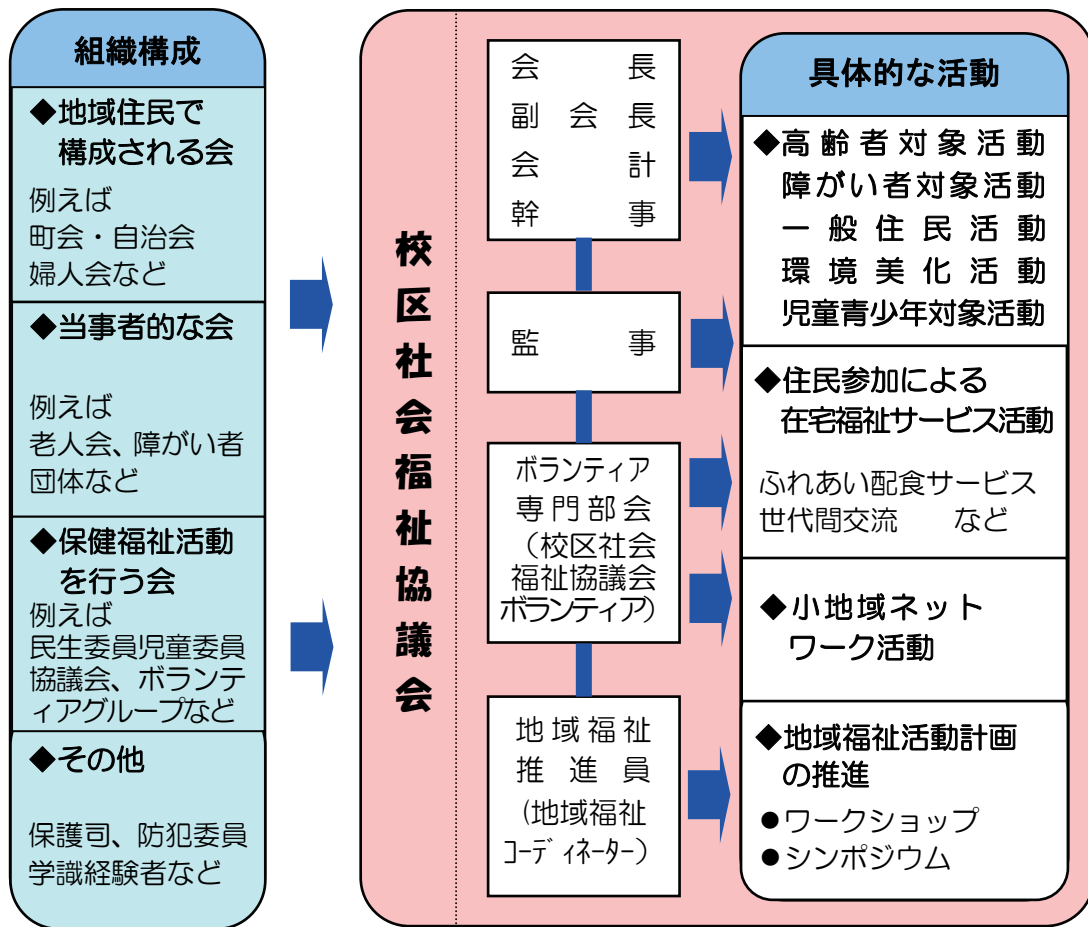 組織構成
◆地域住民で
構成される会
例えば
町会・自治会
婦人会など
◆当事者的な会
例えば
老人会、障がい者
団体など
◆保健福祉活動
を行う会
例えば
民生委員児童委員
協議会、ボランテ
ィアグループなど
◆その他
保護司、防犯委員
学識経験者など
校区社会福祉協議会
会長
副会長
会計
幹事
監事
ボランティア
専門部会
（校区社会
福祉協議会
ボランティア）
地域福祉
推進員
（地域福祉
コーディネーター）
具体的な活動
◆高齢者対象活動
障がい者対象活動
一般住民活動
環境美化活動
児童青少年対象活動
◆住民参加による
在宅福祉サービス活動
ふれあい配食サービス
世代間交流　など
◆小地域ネット
ワーク活動
◆地域福祉活動計画
の推進
●ワークショップ
●シンポジウム